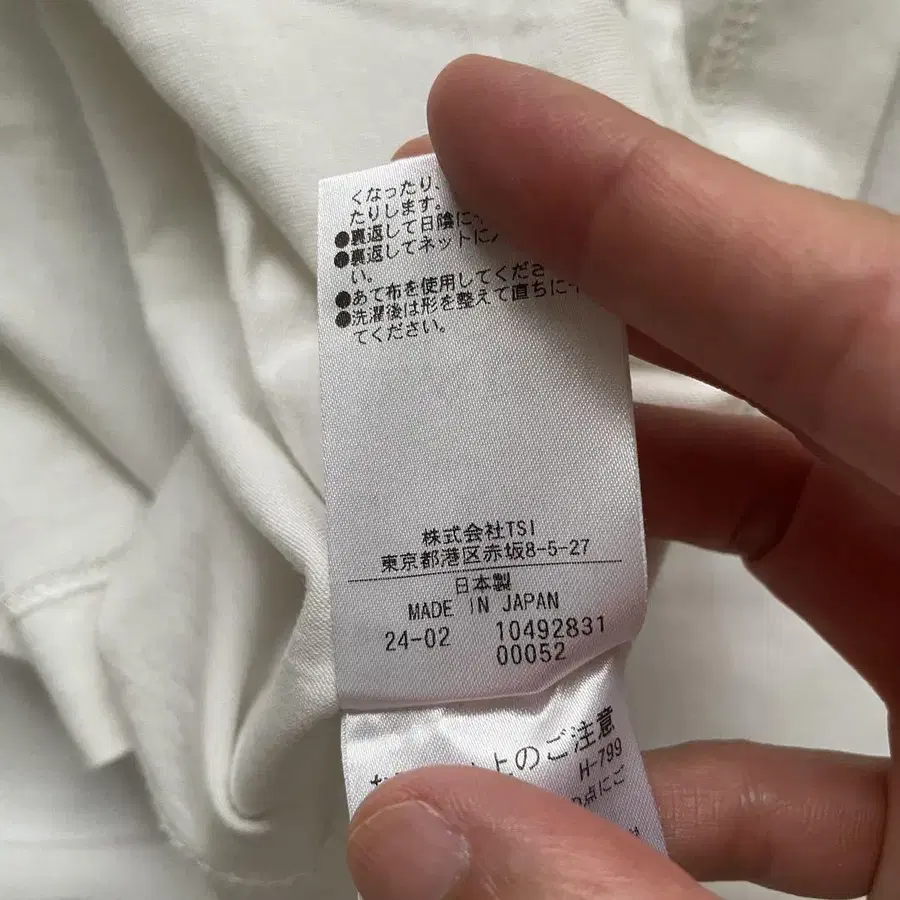 くなったり、
たりします。
●裏返して日陰に
●裏返してネットに
い。
●あて布を使用してくださ
●洗濯後は形を整えて直ちに
てください。
株式会社TSI
東京都港区赤坂8-5-27
日本製
MADE IN JAPAN
24-02 10492831
00052
上のご注意
H-799
点にご